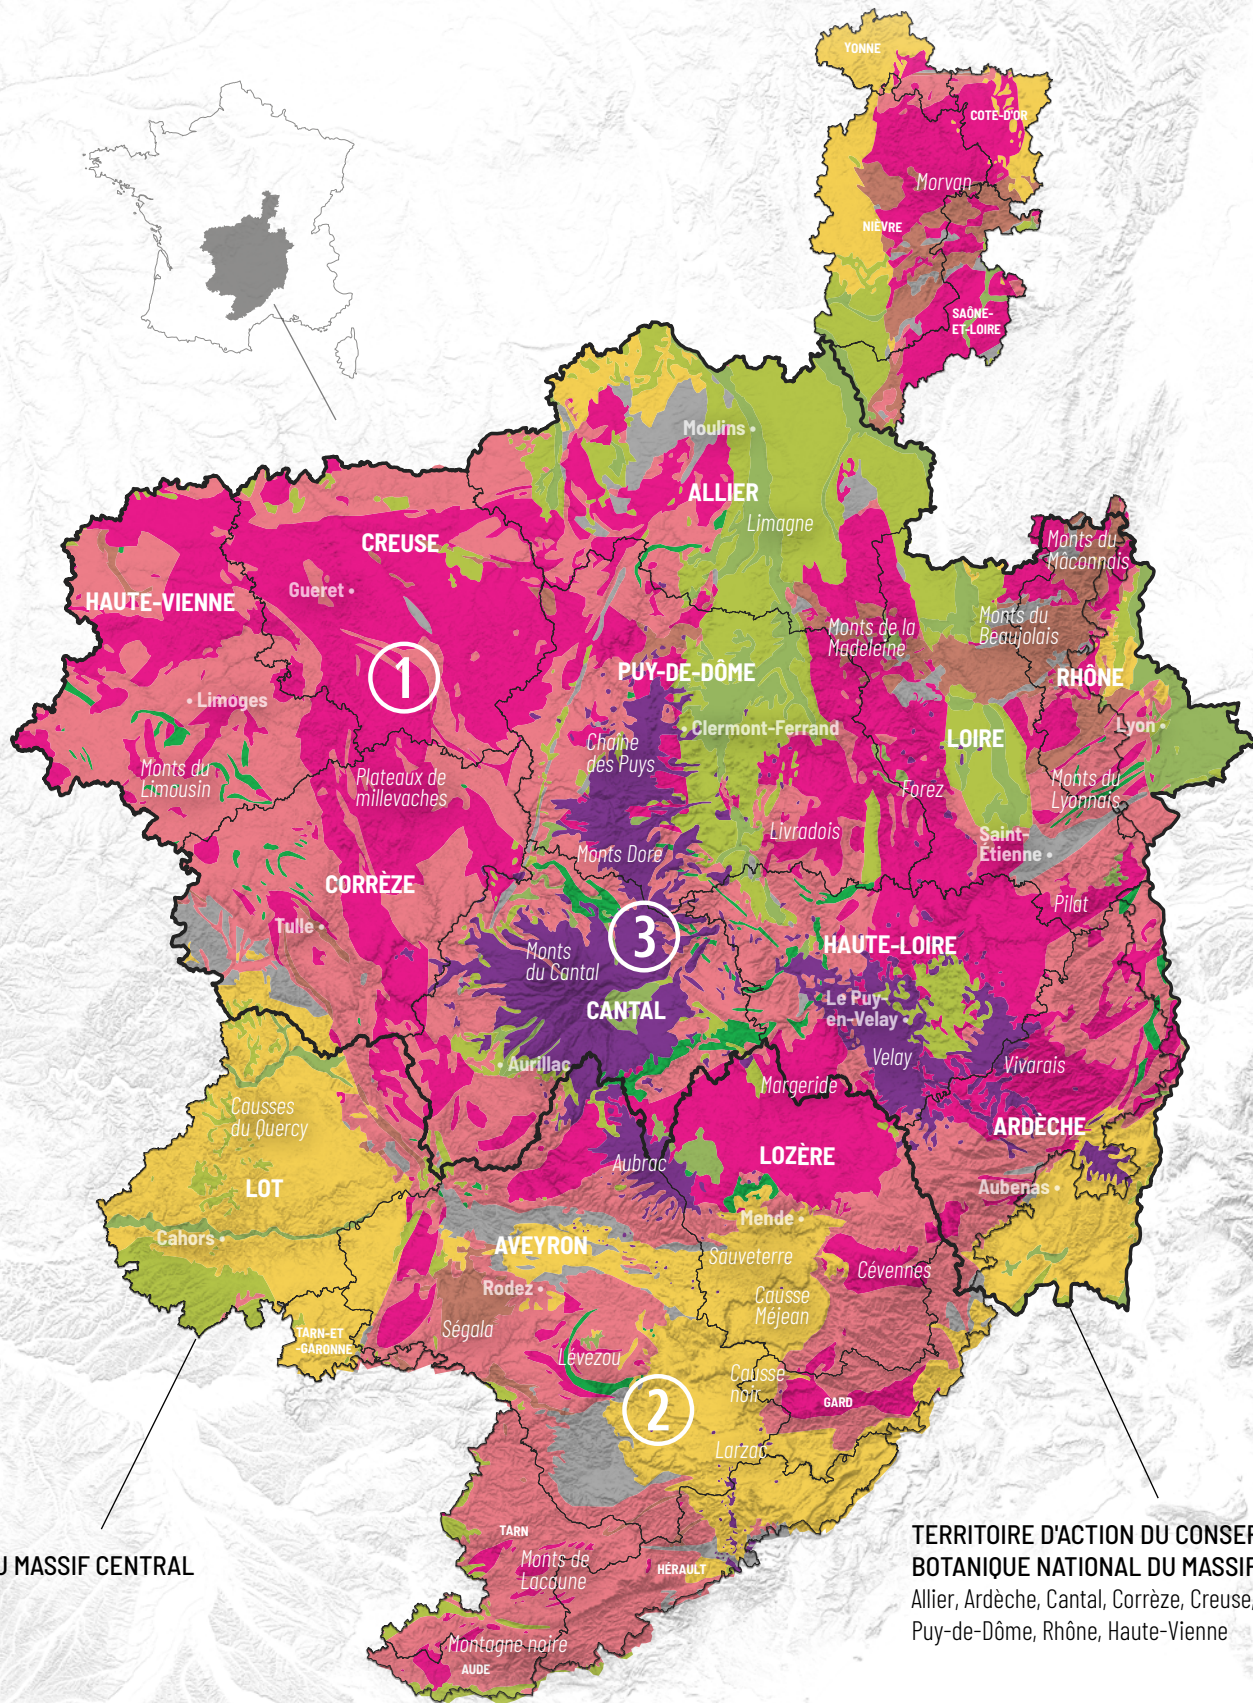 YONNE
COTE-D'OR
Morvan
NIÈVRE
SAÔNE-
ET-LOIRE
Moulins
ALLIER
Limagne
CREUSE
Gueret
HAUTE-VIENNE
Monts du
Mâconnais
Monts du
Beaujolais
Monts de la
Madeleine
1
PUY-DE-DÔME
RHÔNE
Limoges
Clermont-Ferrand
Lyon
LOIRE
Chaîne
des Puys
Monts du
Limousin
Plateaux de
millevaches
Forez
Monts du
Lyonnais
Livradois
Saint-
Étienne
Monts Dore
CORRÈZE
Pilat
Tulle
3
HAUTE-LOIRE
Monts
du Cantal
CANTAL
Le Puy-
en-Velay
Aurillac
Velay
Vivarais
Margeride
Causses
du Quercy
ARDÈCHE
LOZÈRE
Aubrac
LOT
Aubenas
Mende
Cahors
AVEYRON
Sauveterre
Cévennes
Rodez
Causse
Méjean
Ségala
TARN-ET
-GARONNE
Lévezou
Causse
noir
2
GARD
Larzac
TARN
Monts de
Lacaune
HÉRAULT
Montagne noire
AUDE
U MASSIF CENTRAL
TERRITOIRE D'ACTION DU CONSER
BOTANIQUE NATIONAL DU MASSIF
Allier, Ardèche, Cantal, Corrèze, Creuse,
Puy-de-Dôme, Rhône, Haute-Vienne